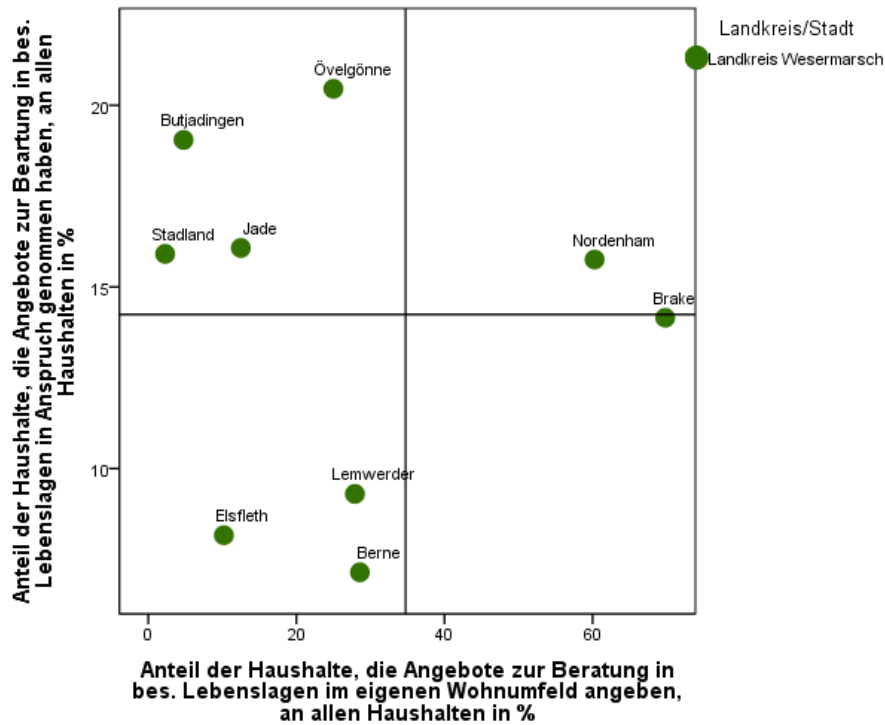 Anteil der Haushalte, die Angebote zur Beartung in bes.
Lebenslagen in Anspruch genommen haben, an allen
Haushalten in %
20
15
10
Övelgönne
Butjadingen
Stadland
Jade
Nordenham
Brake
Lemwerder
Elsfleth
Berne
Landkreis/Stadt
Landkreis Wesermarsch
0
20
40
60
Anteil der Haushalte, die Angebote zur Beratung in
bes. Lebenslagen im eigenen Wohnumfeld angeben,
an allen Haushalten in %